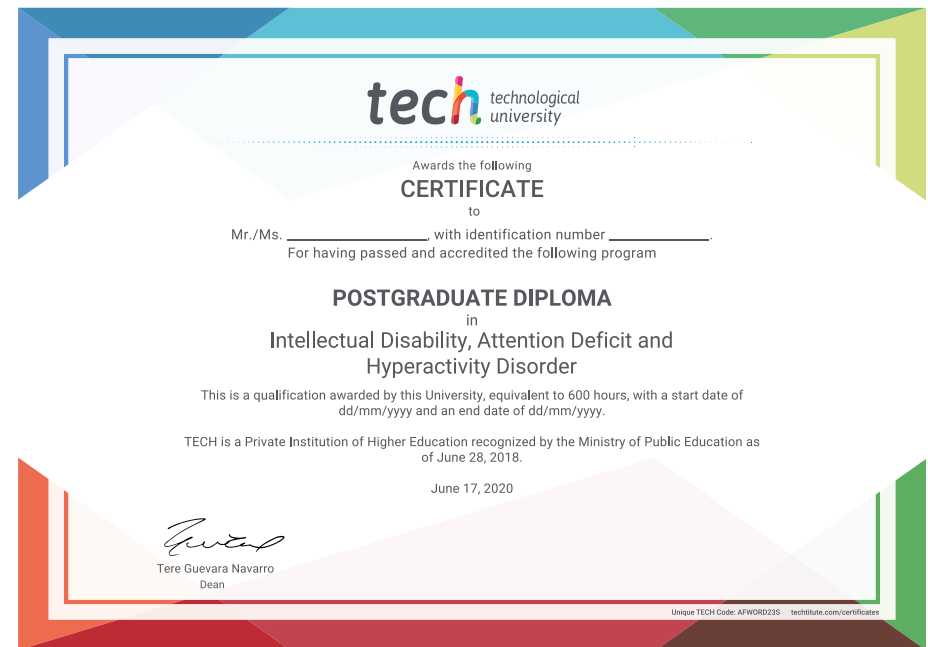 tech technological
university
Awards the following
CERTIFICATE
to
Mr./Ms. ____________________, with identification number ______________.
For having passed and accredited the following program
POSTGRADUATE DIPLOMA
in
Intellectual Disability, Attention Deficit and
Hyperactivity Disorder
This is a qualification awarded by this University, equivalent to 600 hours, with a start date of
dd/mm/yyyy and an end date of dd/mm/yyyy.
TECH is a Private Institution of Higher Education recognized by the Ministry of Public Education as
of June 28, 2018.
June 17, 2020
Tere Guevara Navarro
Dean
Unique TECH Code: AFWORD23S techtitute.com/certificates